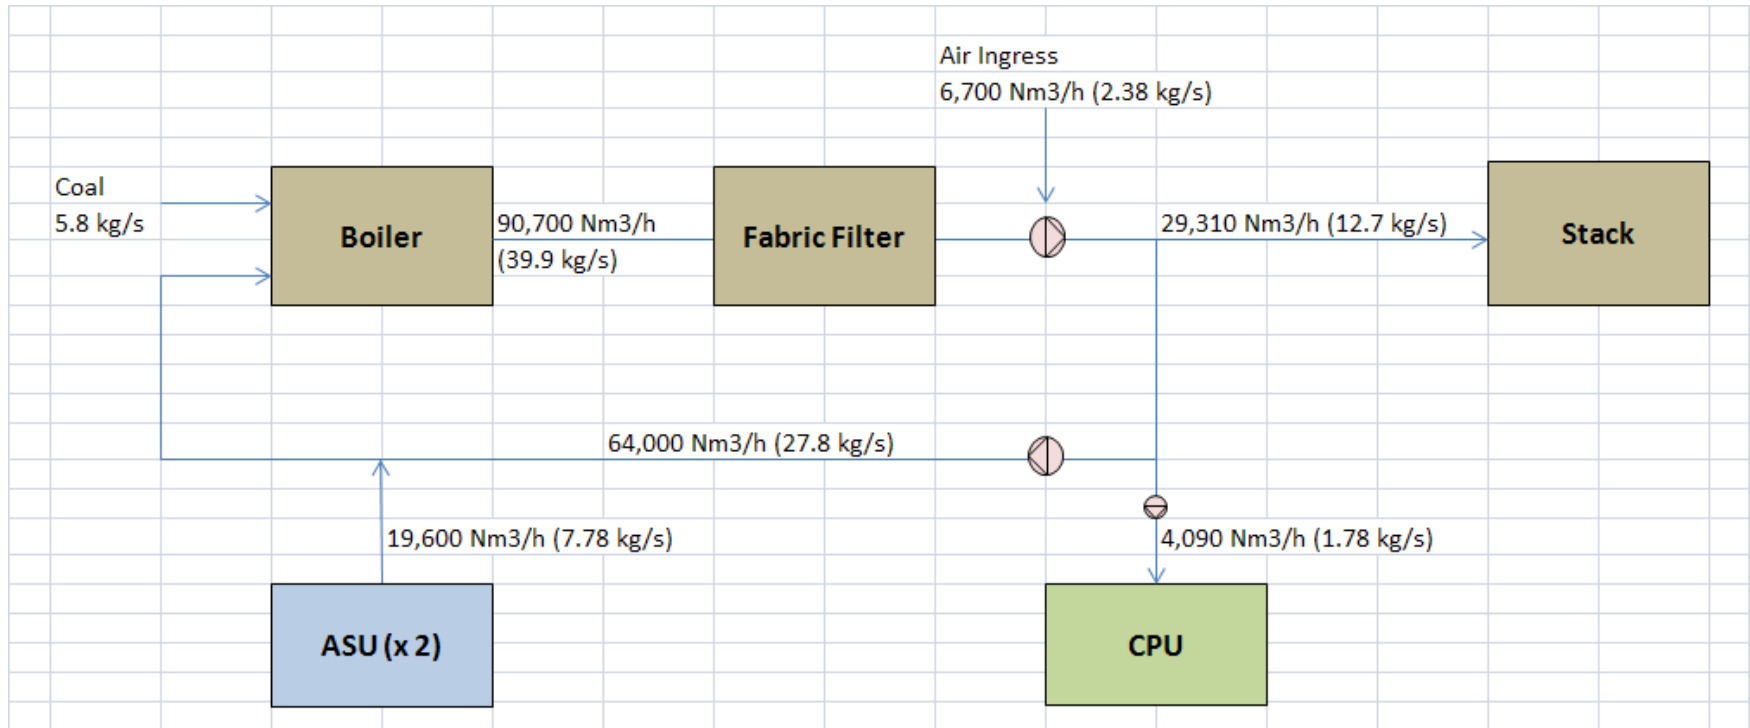 Air Ingress
6,700 Nm3/h (2.38 kg/s)
Coal
5.8 kg/s
Boiler
90,700 Nm3/h
(39.9 kg/s)
Fabric Filter
29,310 Nm3/h (12.7 kg/s)
Stack
64,000 Nm3/h (27.8 kg/s)
19,600 Nm3/h (7.78 kg/s)
4,090 Nm3/h (1.78 kg/s)
ASU (x 2)
CPU